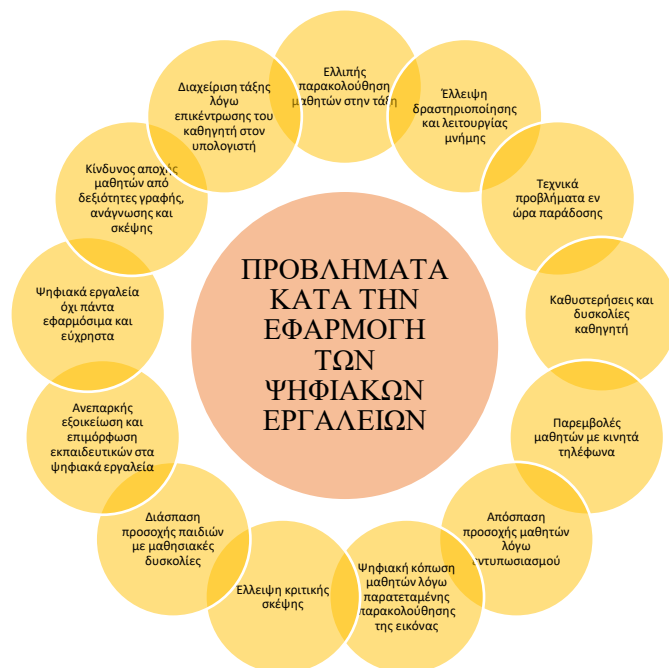 Ελλιπής
παρακολούθηση
μαθητών στην τάξη
Έλλειψη
δραστηριοποίησης
και λειτουργίας
μνήμης
Τεχνικά
προβλήματα εν
ώρα παράδοσης
Καθυστερήσεις και
δυσκολίες
καθηγητή
Παρεμβολές
μαθητών με κινητά
τηλέφωνα
Απόσπαση
προσοχής μαθητών
λόγω
εντυπωσιασμού
Ψηφιακή κόπωση
μαθητών λόγω
παρατεταμένης
παρακολούθησης
της εικόνας
Έλλειψη κριτικής
σκέψης
Διάσπαση
προσοχής παιδιών
με μαθησιακές
δυσκολίες
Ανεπαρκής
εξοικείωση και
επιμόρφωση
εκπαιδευτικών στα
ψηφιακά εργαλεία
Ψηφιακά εργαλεία
όχι πάντα
εφαρμόσιμα και
εύχρηστα
Κίνδυνος αποχής
μαθητών από
δεξιότητες γραφής,
ανάγνωσης και
σκέψης
Διαχείριση τάξης
λόγω
επικέντρωσης του
καθηγητή στον
υπολογιστή
ΠΡΟΒΛΗΜΑΤΑ
ΚΑΤΑ ΤΗΝ
ΕΦΑΡΜΟΓΗ
ΤΩΝ
ΨΗΦΙΑΚΩΝ
ΕΡΓΑΛΕΙΩΝ